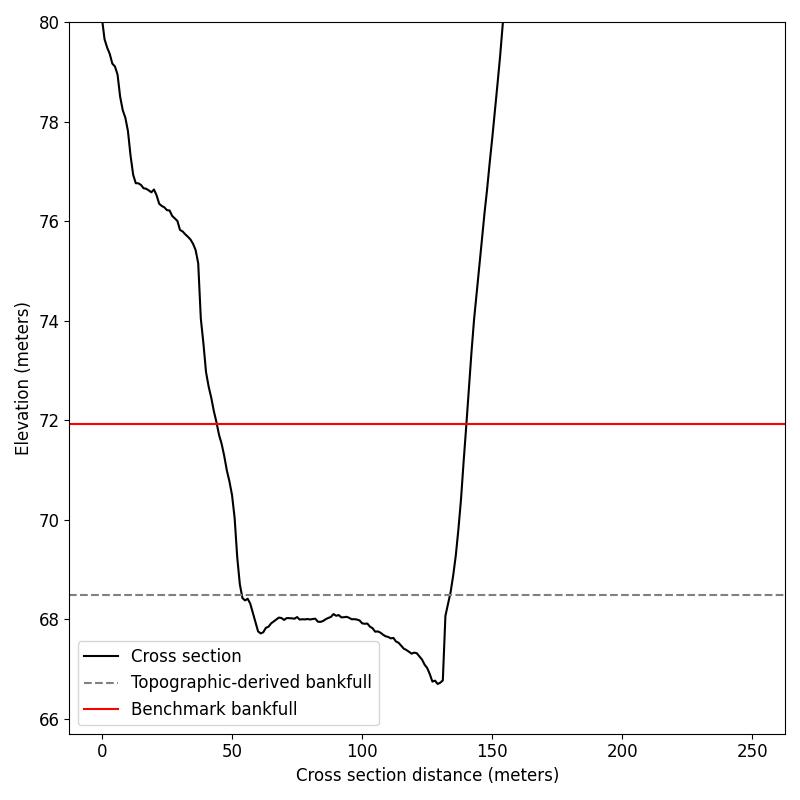 80
78
76
74
72
70
68
66
Elevation (meters)
Cross section
Topographic-derived bankfull
Benchmark bankfull
0 50 100 150 200 250
Cross section distance (meters)